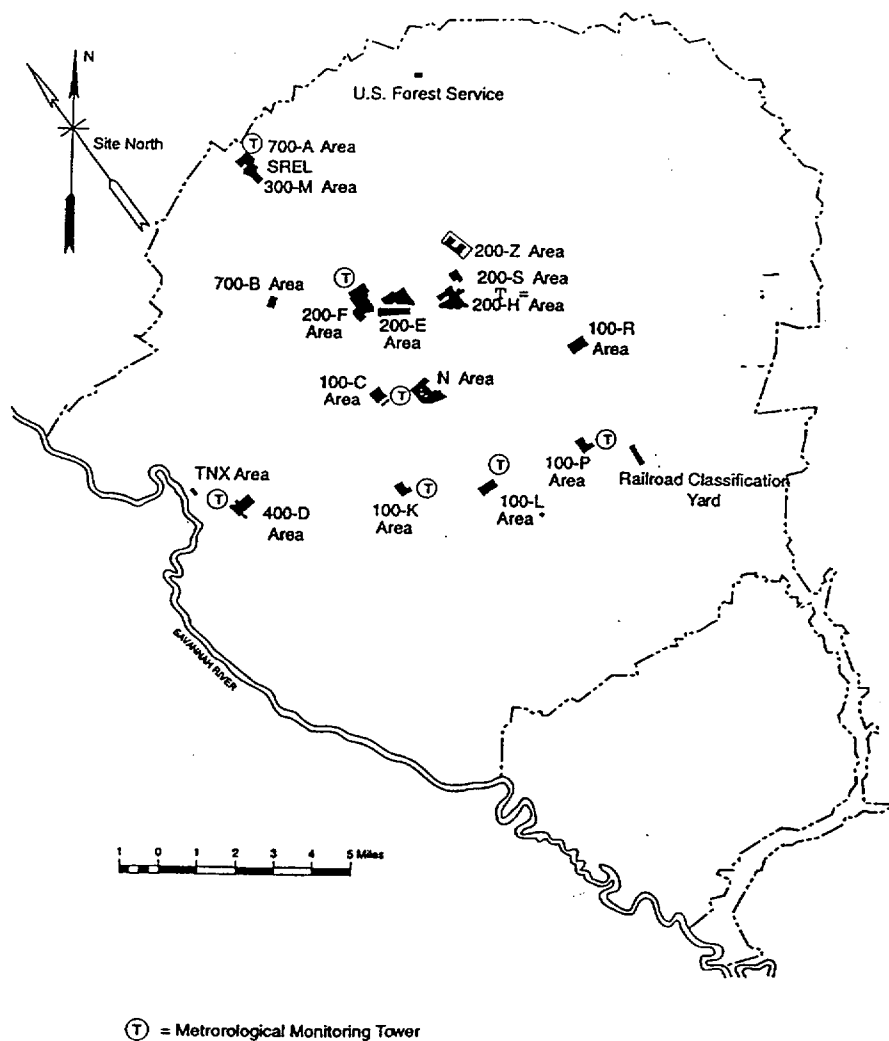 N
U.S. Forest Service
Site North
T
700-A Area
SREL
300-M Area
200-Z Area
T
700-B Area
200-S Area
T =
200-H Area
200-F
Area
200-E
Area
100-R
Area
100-C
Area
T
N Area
100-P
Area
T
Railroad Classification
Yard
TNX Area
T
400-D
Area
100-K
Area
T
T
100-L
Area
SAVANNAH RIVER
1 0 1 2 3 4 5 Miles
T = Metrorological Monitoring Tower